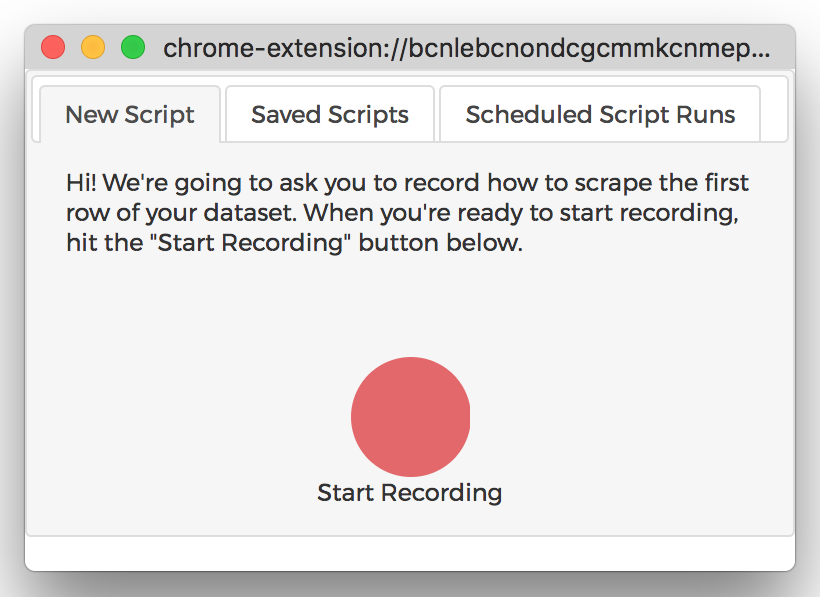 chrome-extension://bcnlebcnondcgcmmkcnmep...
New Script Saved Scripts Scheduled Script Runs
Hi! We're going to ask you to record how to scrape the first
row of your dataset. When you're ready to start recording,
hit the "Start Recording" button below.
Start Recording